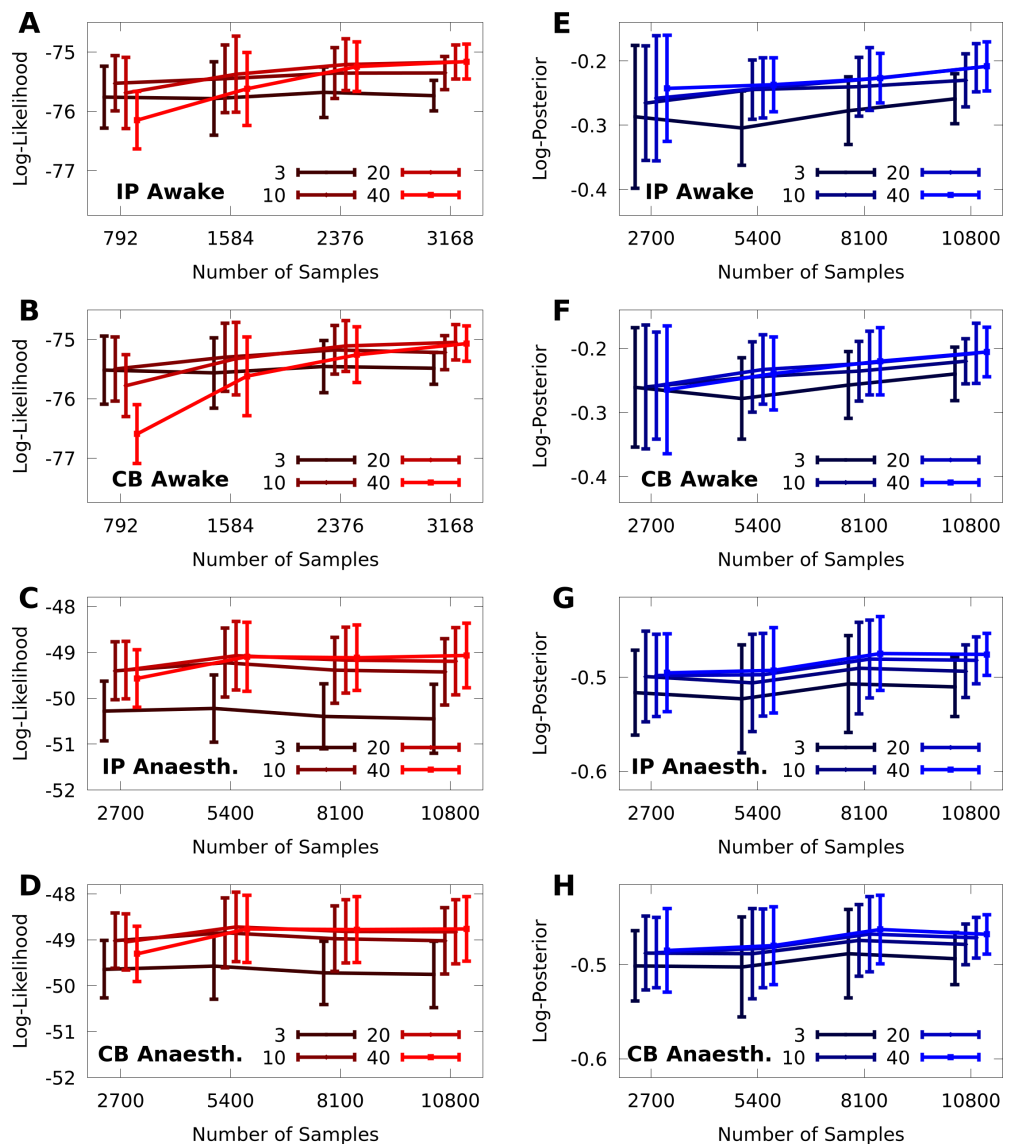 A
Log-Likelihood
-75
-76
-77
3 20
10 40
IP Awake
792 1584 2376 3168
Number of Samples
E
Log-Posterior
-0.2
-0.3
-0.4
3 20
10 40
IP Awake
2700 5400 8100 10800
Number of Samples
B
Log-Likelihood
-75
-76
-77
3 20
10 40
CB Awake
792 1584 2376 3168
Number of Samples
F
Log-Posterior
-0.2
-0.3
-0.4
3 20
10 40
CB Awake
2700 5400 8100 10800
Number of Samples
C
Log-Likelihood
-48
-49
-50
-51
-52
3 20
10 40
IP Anaesth.
2700 5400 8100 10800
Number of Samples
G
Log-Posterior
-0.5
-0.6
3 20
10 40
IP Anaesth.
2700 5400 8100 10800
Number of Samples
D
Log-Likelihood
-48
-49
-50
-51
-52
3 20
10 40
CB Anaesth.
2700 5400 8100 10800
Number of Samples
H
Log-Posterior
-0.5
-0.6
3 20
10 40
CB Anaesth.
2700 5400 8100 10800
Number of Samples